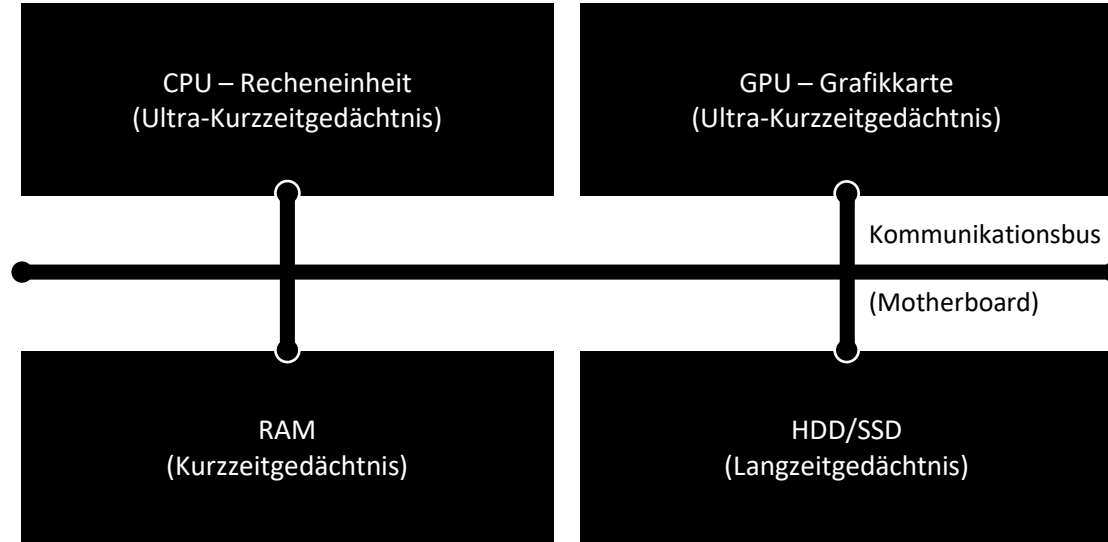 CPU – Recheneinheit
(Ultra-Kurzzeitgedächtnis)
GPU – Grafikkarte
(Ultra-Kurzzeitgedächtnis)
Kommunikationsbus
(Motherboard)
RAM
(Kurzzeitgedächtnis)
HDD/SSD
(Langzeitgedächtnis)